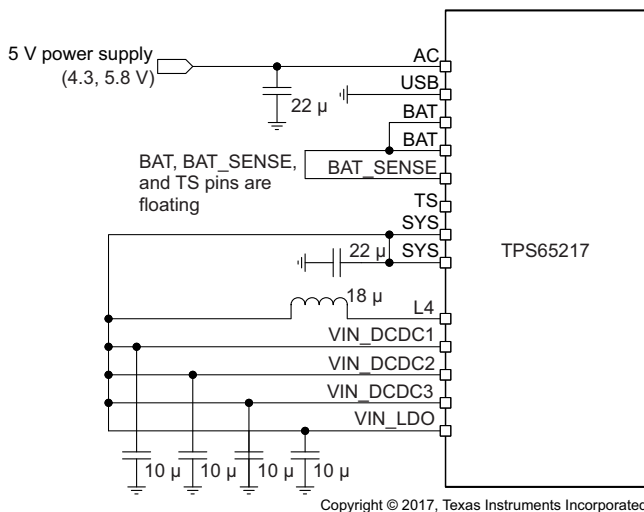 5 V power supply
(4.3, 5.8 V)
22 µ
AC
USB
BAT
BAT
BAT_SENSE
BAT, BAT_SENSE,
and TS pins are
floating
TS
SYS
22 µ
SYS
TPS65217
18 µ
L4
VIN_DCDC1
VIN_DCDC2
VIN_DCDC3
VIN_LDO
10 µ
10 µ
10 µ
10 µ
Copyright © 2017, Texas Instruments Incorporated